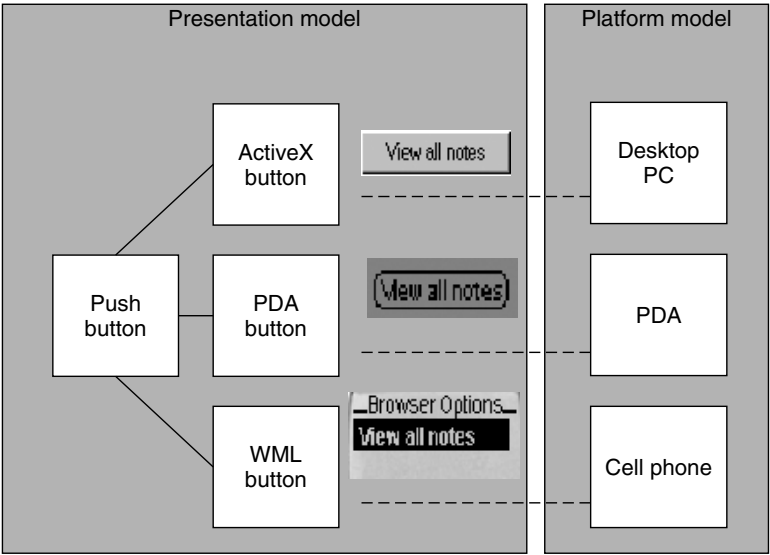 Presentation model
Platform model
ActiveX
button
View all notes
Desktop
PC
Push
button
PDA
button
View all notes
PDA
WML
button
Browser Options
View all notes
Cell phone